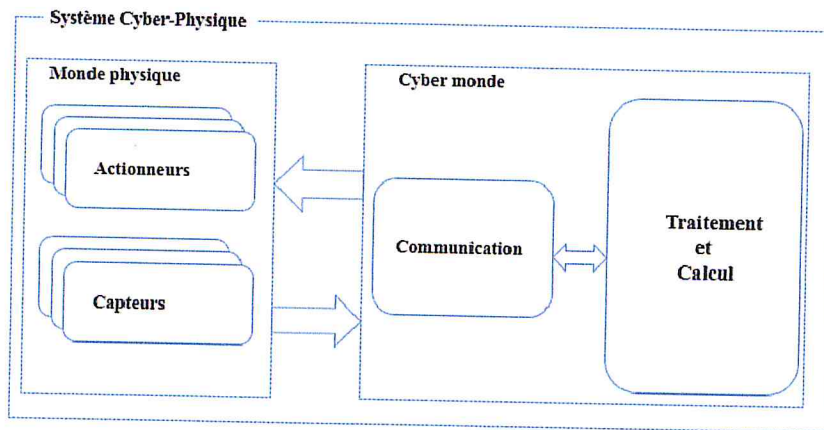 Système Cyber-Physique
Monde physique
Actionneurs
Capteurs
Cyber monde
Communication
Traitement
et
Calcul